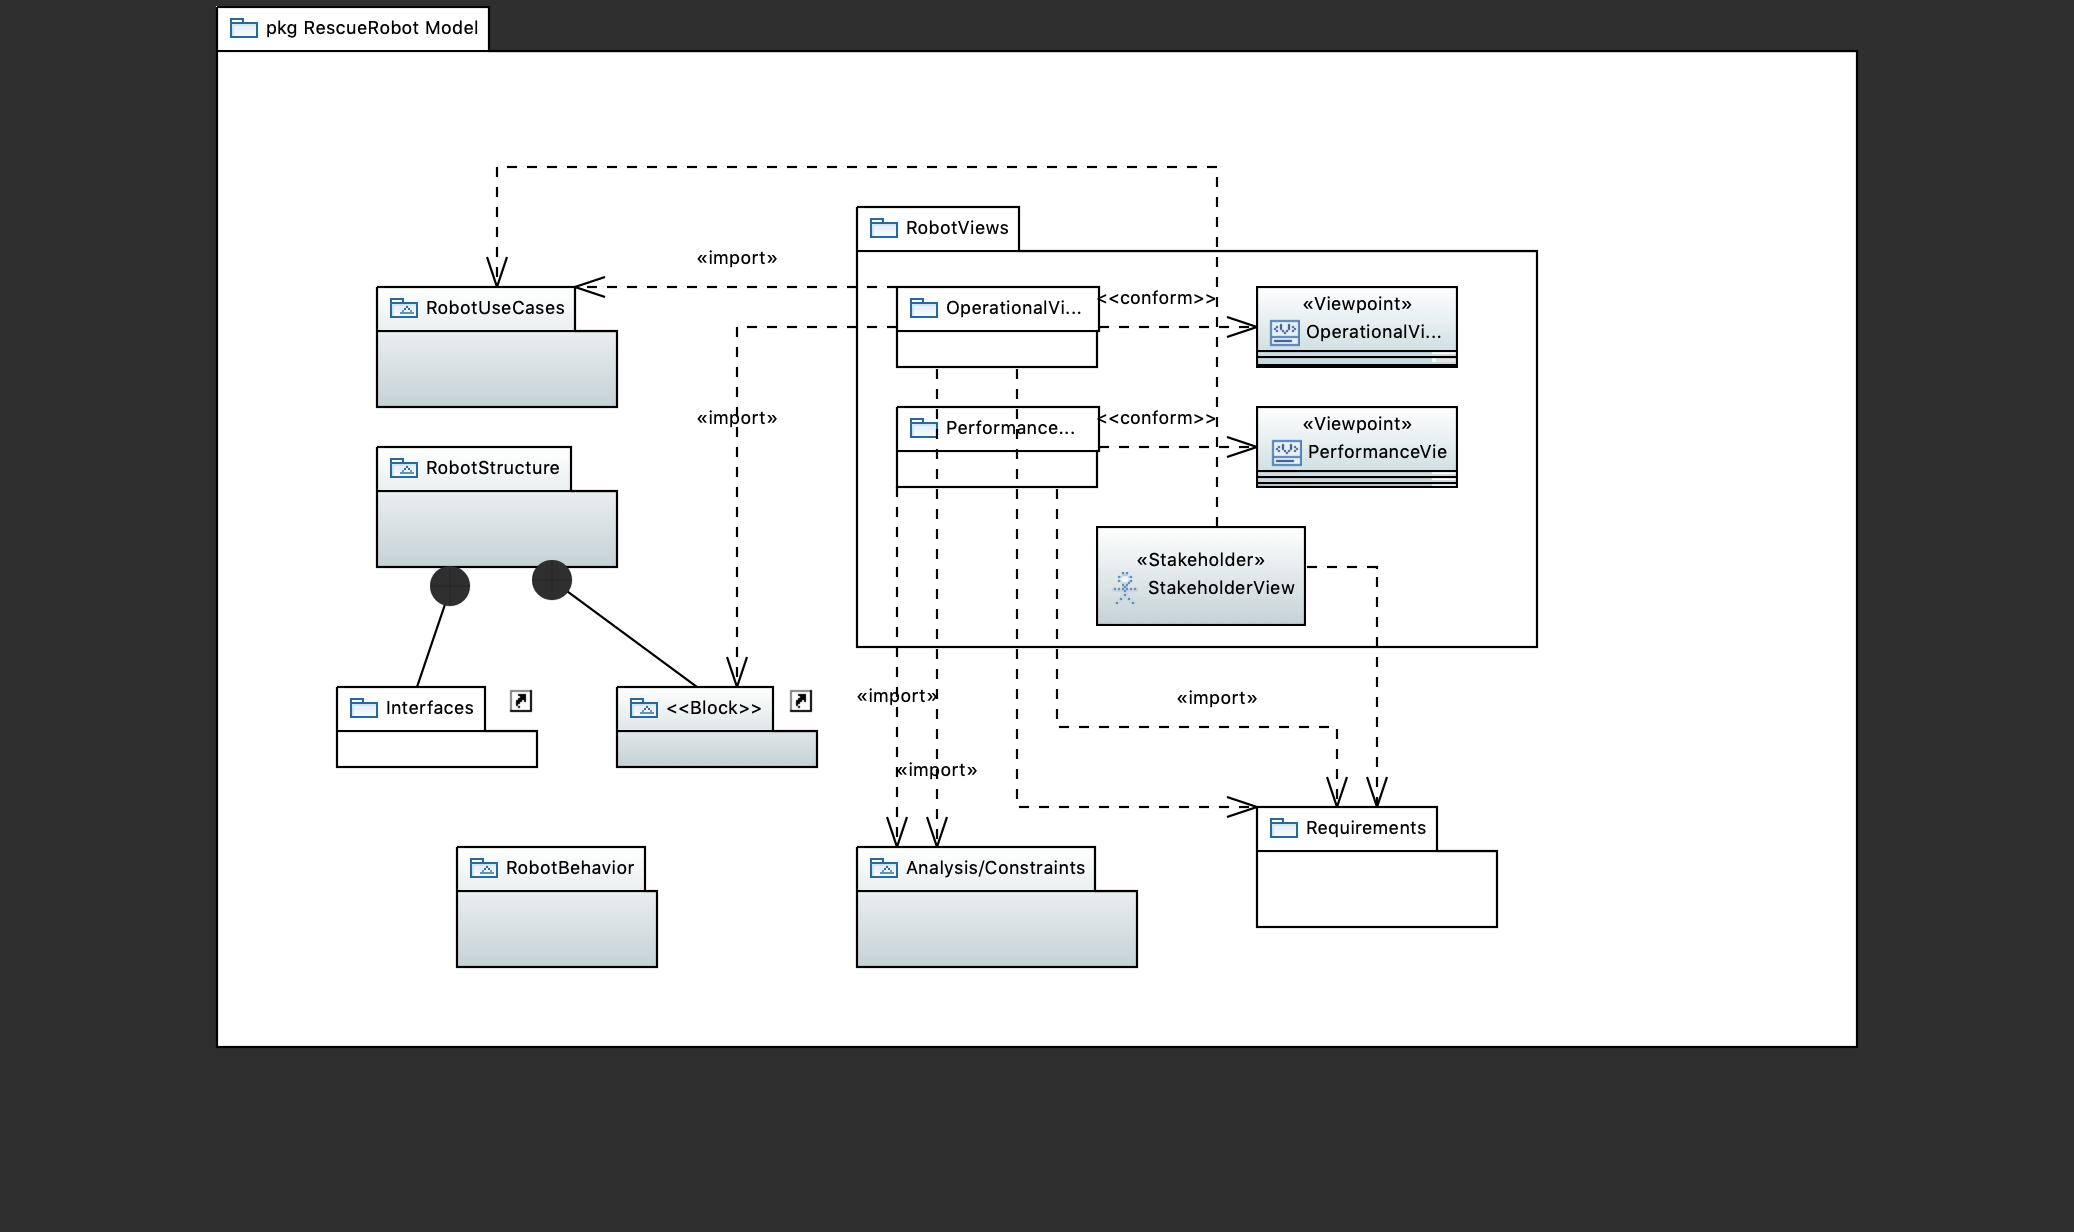 pkg RescueRobot Model
RobotViews
«import»
RobotUseCases
OperationalVi...
<<conform>>
«Viewpoint»
OperationalVi...
«import»
Performance...
<<conform>>
«Viewpoint»
PerformanceVie
RobotStructure
«Stakeholder»
StakeholderView
Interfaces
<<Block>>
«import»
«import»
«import»
RobotBehavior
Analysis/Constraints
Requirements